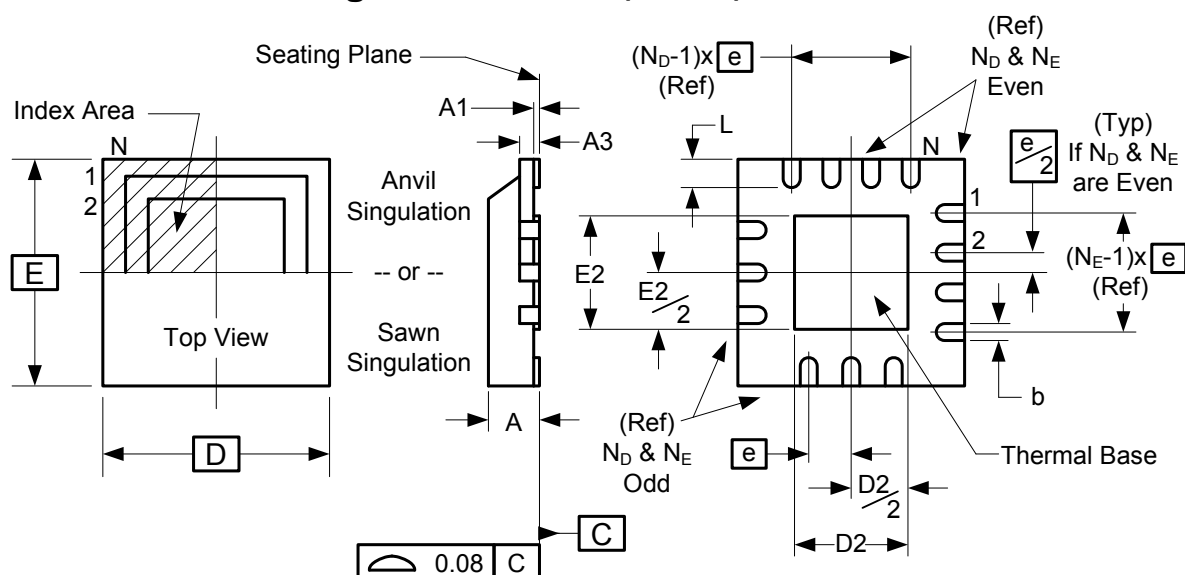 Seating Plane
Index Area
N
1
2
E
Top View
D
A1
A3
Anvil
Singulation
-- or --
Sawn
Singulation
A
C
0.08 C
(N_D-1)x e
(Ref)
L
(Ref)
N_D & N_E
Even
N
e/2
(Typ)
If N_D & N_E
are Even
1
2
(N_E-1)x e
(Ref)
E2
E2/2
b
(Ref)
N_D & N_E
Odd
e
Thermal Base
D2/2
D2